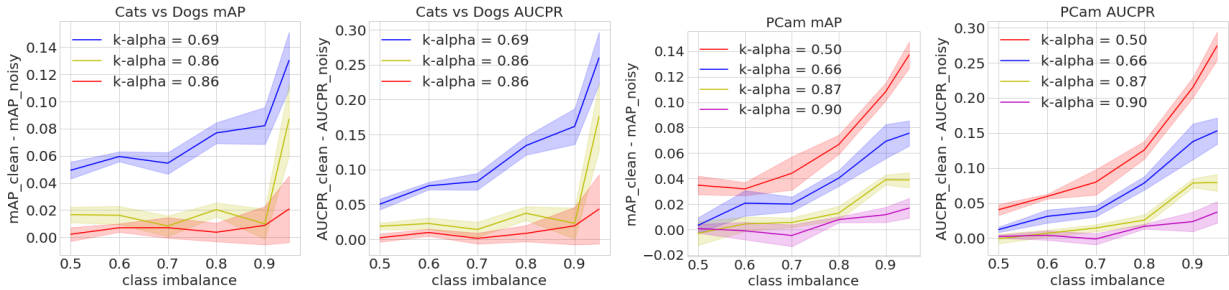 Cats vs Dogs mAP
mAP_clean - mAP_noisy
0.14
0.12
0.10
0.08
0.06
0.04
0.02
0.00
k-alpha = 0.69
k-alpha = 0.86
k-alpha = 0.86
0.5 0.6 0.7 0.8 0.9
class imbalance
Cats vs Dogs AUCPR
AUCPR_clean - AUCPR_noisy
0.30
0.25
0.20
0.15
0.10
0.05
0.00
k-alpha = 0.69
k-alpha = 0.86
k-alpha = 0.86
0.5 0.6 0.7 0.8 0.9
class imbalance
PCam mAP
mAP_clean - mAP_noisy
0.14
0.12
0.10
0.08
0.06
0.04
0.02
0.00
−0.02
k-alpha = 0.50
k-alpha = 0.66
k-alpha = 0.87
k-alpha = 0.90
0.5 0.6 0.7 0.8 0.9
class imbalance
PCam AUCPR
AUCPR_clean - AUCPR_noisy
0.30
0.25
0.20
0.15
0.10
0.05
0.00
k-alpha = 0.50
k-alpha = 0.66
k-alpha = 0.87
k-alpha = 0.90
0.5 0.6 0.7 0.8 0.9
class imbalance